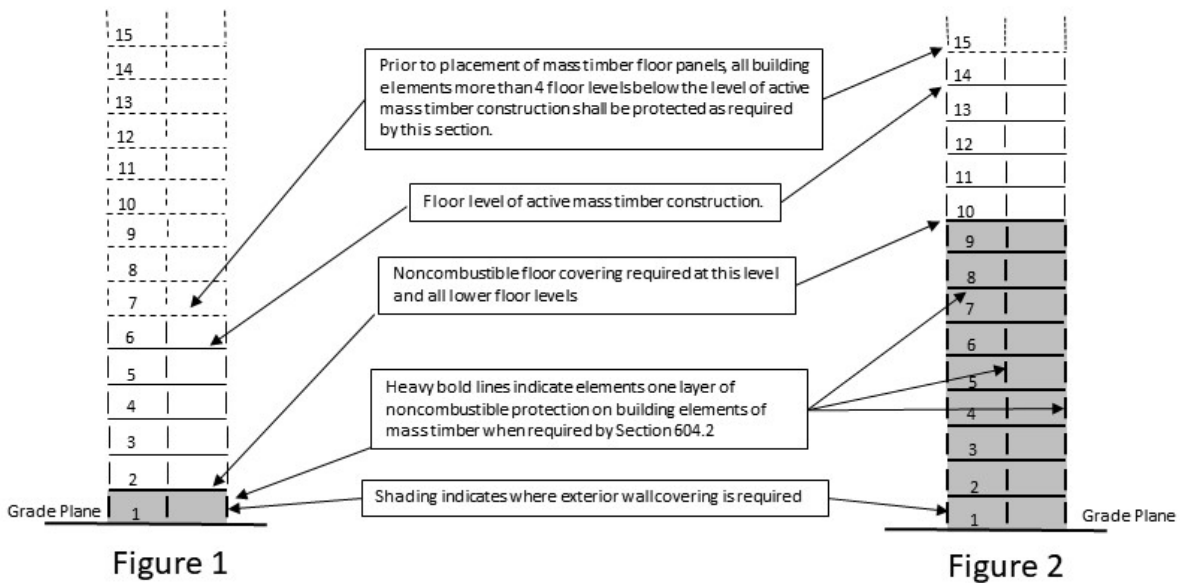 15
14
13
12
11
10
9
8
7
6
5
4
3
2
1
Grade Plane
Figure 1
Prior to placement of mass timber floor panels, all building
elements more than 4 floor levels below the level of active
mass timber construction shall be protected as required
by this section.
Floor level of active mass timber construction.
Noncombustible floor covering required at this level
and all lower floor levels
Heavy bold lines indicate elements one layer of
noncombustible protection on building elements of
mass timber when required by Section 604.2
Shading indicates where exterior wall covering is required
15
14
13
12
11
10
9
8
7
6
5
4
3
2
1
Grade Plane
Figure 2